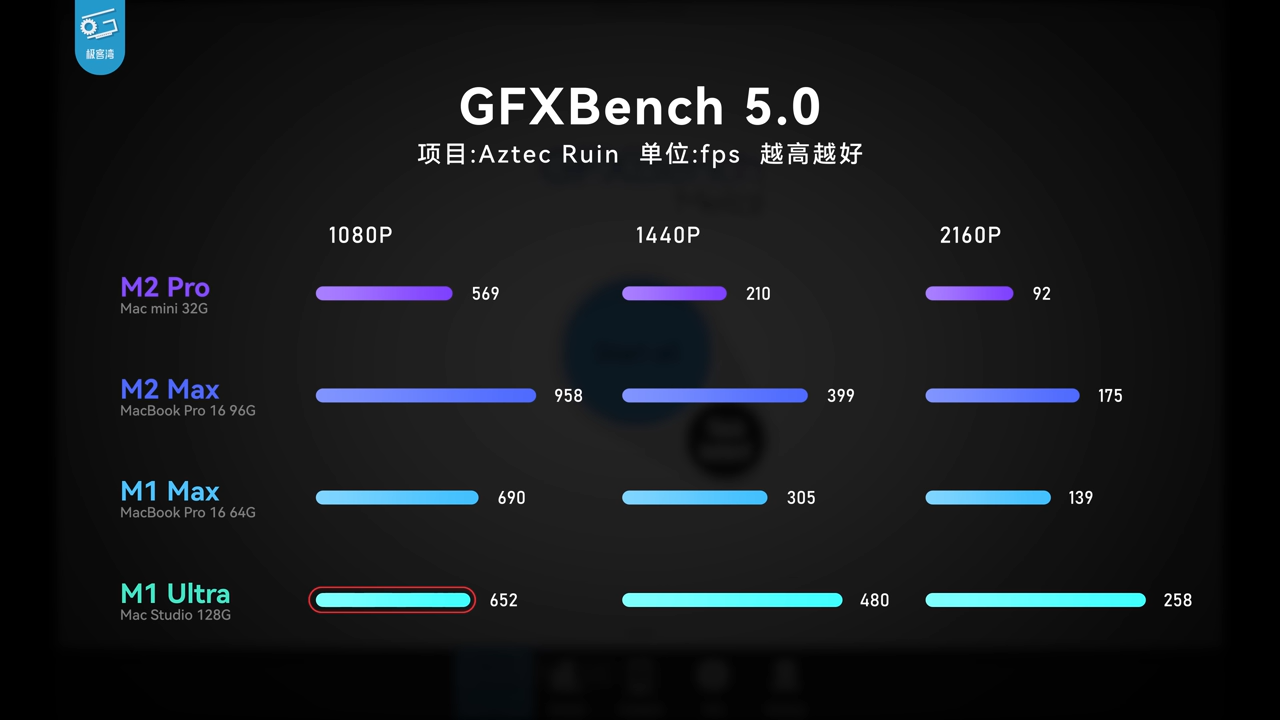 极客湾
GFXBench 5.0
项目:Aztec Ruin 单位:fps 越高越好
1080P 1440P 2160P
M2 Pro
Mac mini 32G
569 210 92
M2 Max
MacBook Pro 16 96G
958 399 175
M1 Max
MacBook Pro 16 64G
690 305 139
M1 Ultra
Mac Studio 128G
652 480 258